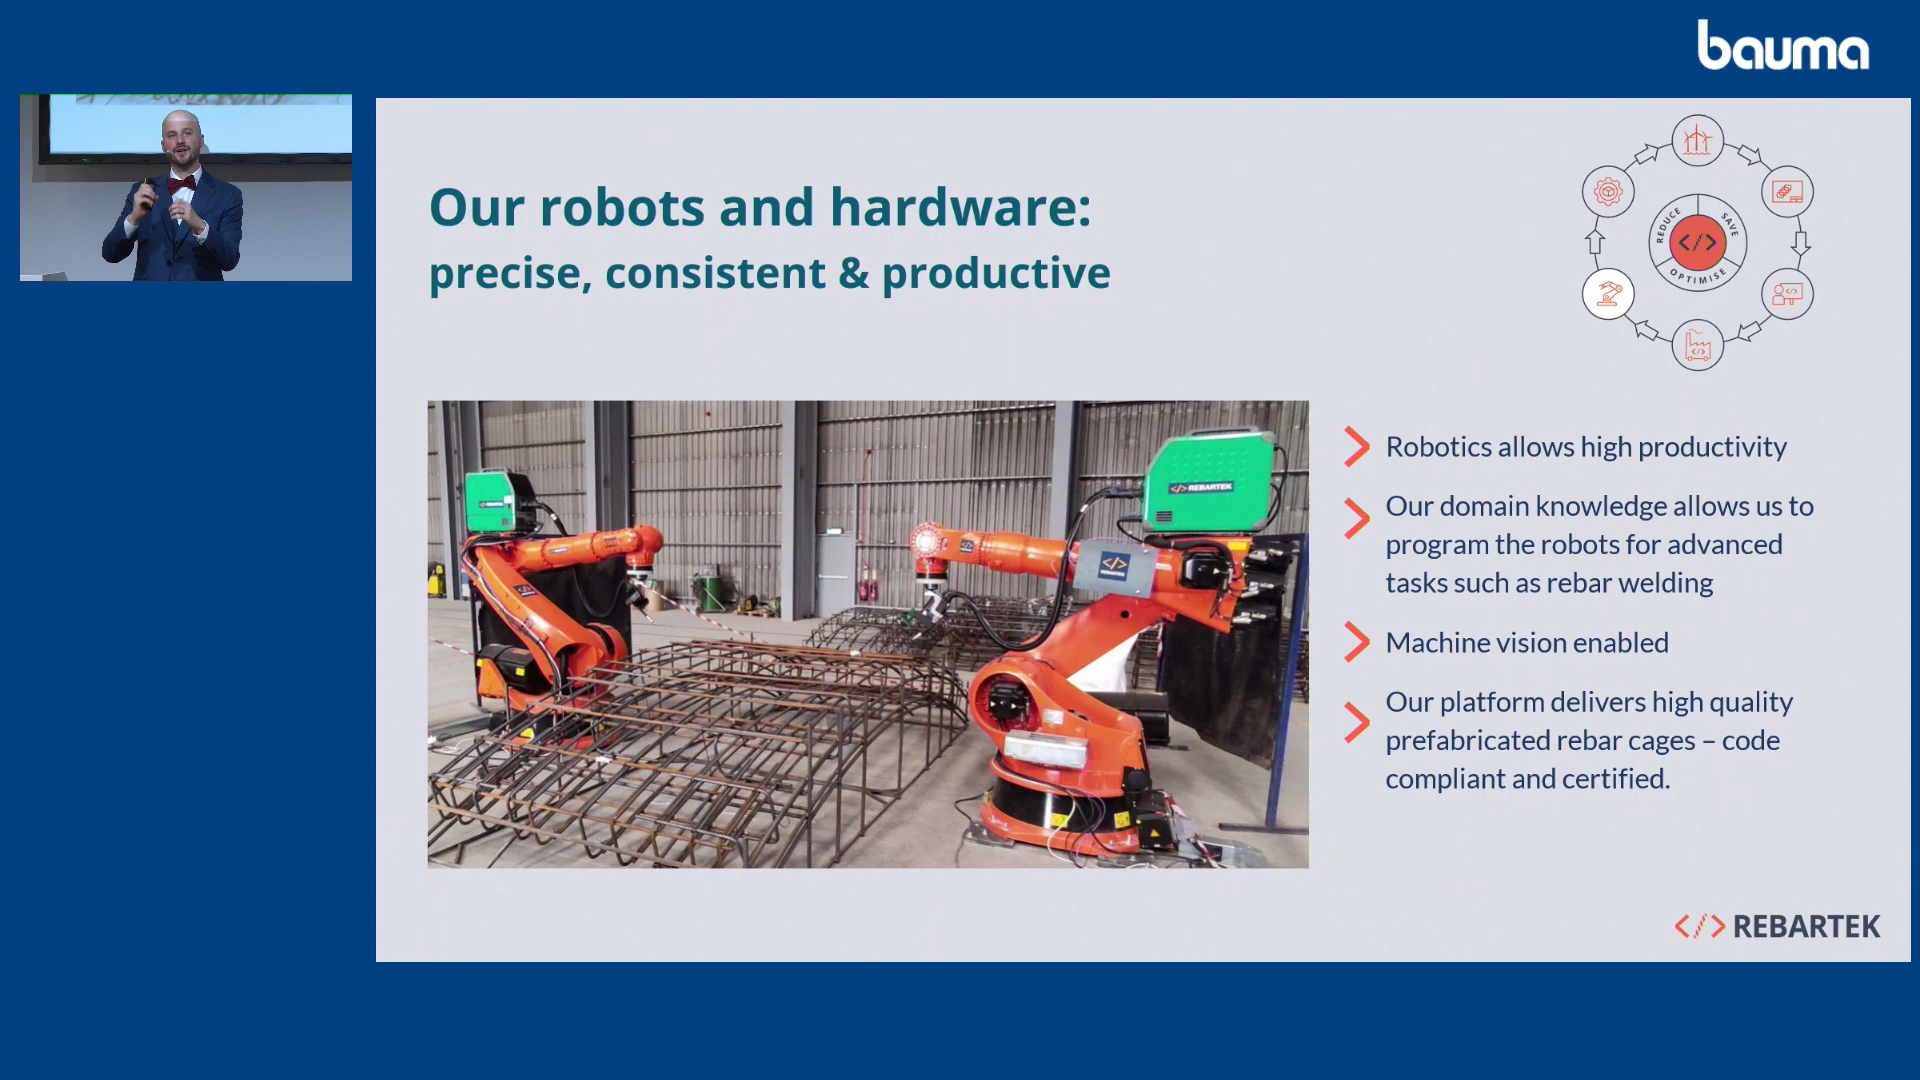 bauma
Our robots and hardware:
precise, consistent & productive
REDUCE
SAVE
OPTIMISE
</>
</>
</>
REBARTEK
</>
REBARTEK
Robotics allows high productivity
Our domain knowledge allows us to
program the robots for advanced
tasks such as rebar welding
Machine vision enabled
Our platform delivers high quality
prefabricated rebar cages – code
compliant and certified.
</> REBARTEK